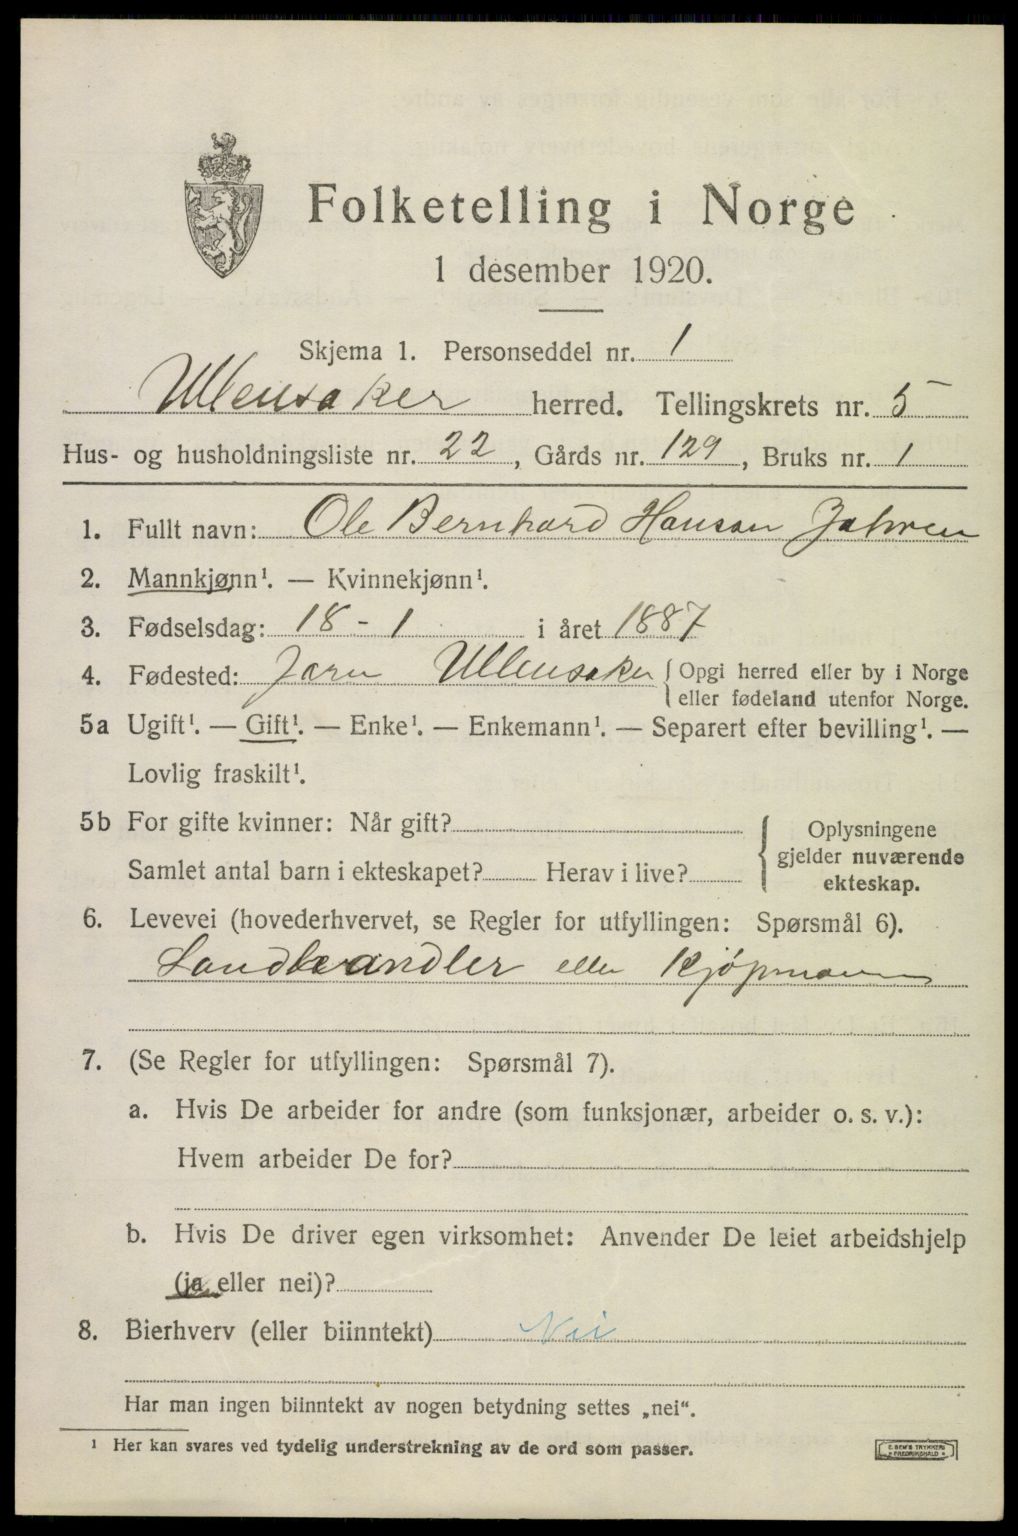 Folketelling i Norge
1 desember 1920.
Skjema 1. Personseddel nr. 1
Ullensaker herred. Tellingskrets nr. 5
Hus- og husholdningsliste nr. 22, Gårds nr. 129, Bruks nr. 1
1. Fullt navn: Ole Bernhard Hansen
2. Mannkjønn¹. — Kvinnekjønn¹.
3. Fødselsdag: 18 - 1 i året 1887
4. Fødested: Ullensaker { Opgi herred eller by i Norge
eller fødeland utenfor Norge.
5a Ugift¹. — Gift¹. — Enke¹. — Enkemann¹. — Separert efter bevilling¹. —
Lovlig fraskilt¹.
5b For gifte kvinner: Når gift?
Samlet antal barn i ekteskapet? Herav i live?
{ Oplysningene
gjelder nuværende
ekteskap.
6. Levevei (hovederhvervet, se Regler for utfyllingen: Spørsmål 6).
Landhandler eller Kjøpmann
7. (Se Regler for utfyllingen: Spørsmål 7).
a. Hvis De arbeider for andre (som funksjonær, arbeider o. s. v.):
Hvem arbeider De for?
b. Hvis De driver egen virksomhet: Anvender De leiet arbeidshjelp
(ja eller nei)?
8. Bierhverv (eller biinntekt) Nei
Har man ingen biinntekt av nogen betydning settes „nei".
¹ Her kan svares ved tydelig understrekning av de ord som passer.